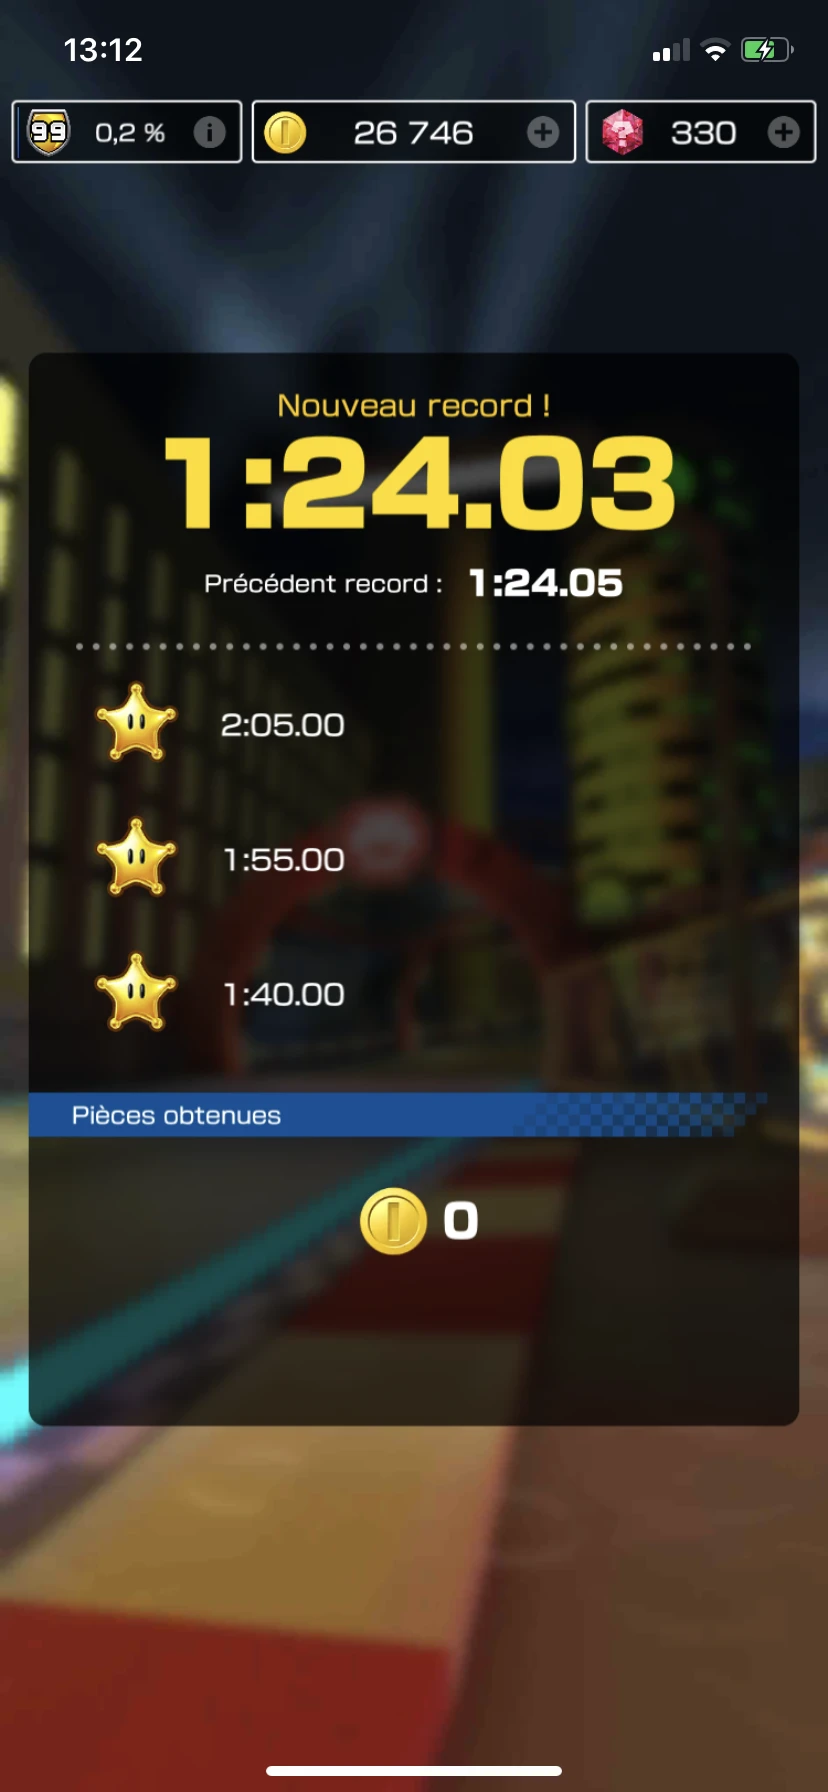 13:12
99 0,2 % i 26 746 + ? 330 +
Nouveau record !
1:24.03
Précédent record : 1:24.05
2:05.00
1:55.00
1:40.00
Pièces obtenues
0